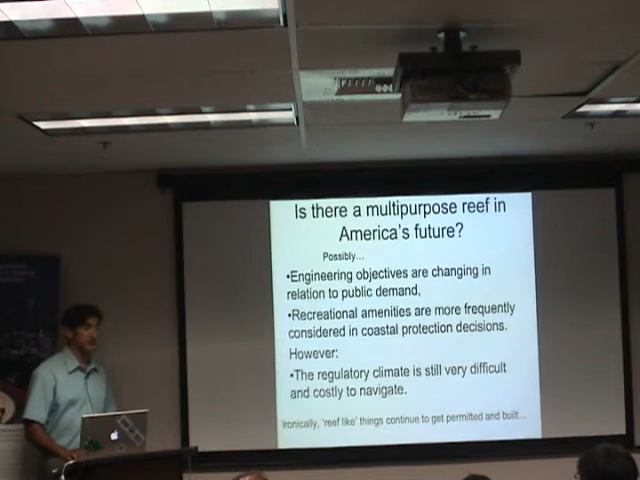 Is there a multipurpose reef in
America's future?
Possibly...
•Engineering objectives are changing in
relation to public demand,
•Recreational amenities are more frequently
considered in coastal protection decisions.
However:
•The regulatory climate is still very difficult
and costly to navigate.
Ironically, 'reef like' things continue to get permitted and built...